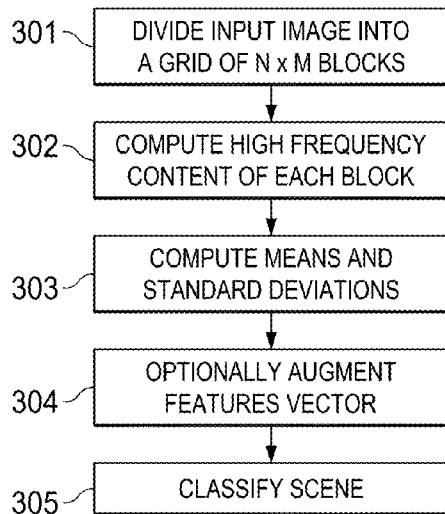 301
DIVIDE INPUT IMAGE INTO
A GRID OF N x M BLOCKS
302
COMPUTE HIGH FREQUENCY
CONTENT OF EACH BLOCK
303
COMPUTE MEANS AND
STANDARD DEVIATIONS
304
OPTIONALLY AUGMENT
FEATURES VECTOR
305
CLASSIFY SCENE